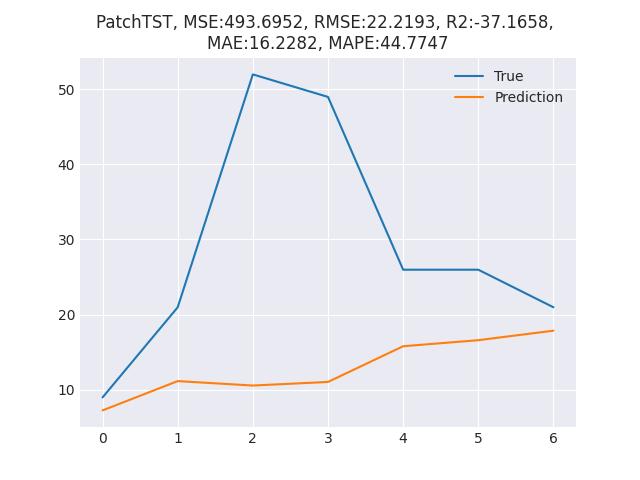 PatchTST, MSE:493.6952, RMSE:22.2193, R2:-37.1658,
MAE:16.2282, MAPE:44.7747
True
Prediction
50
40
30
20
10
0 1 2 3 4 5 6